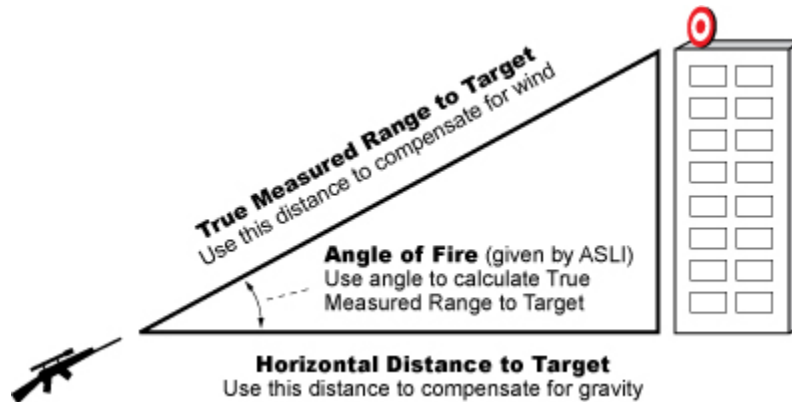 True Measured Range to Target
Use this distance to compensate for wind
Angle of Fire (given by ASLI)
Use angle to calculate True
Measured Range to Target
Horizontal Distance to Target
Use this distance to compensate for gravity